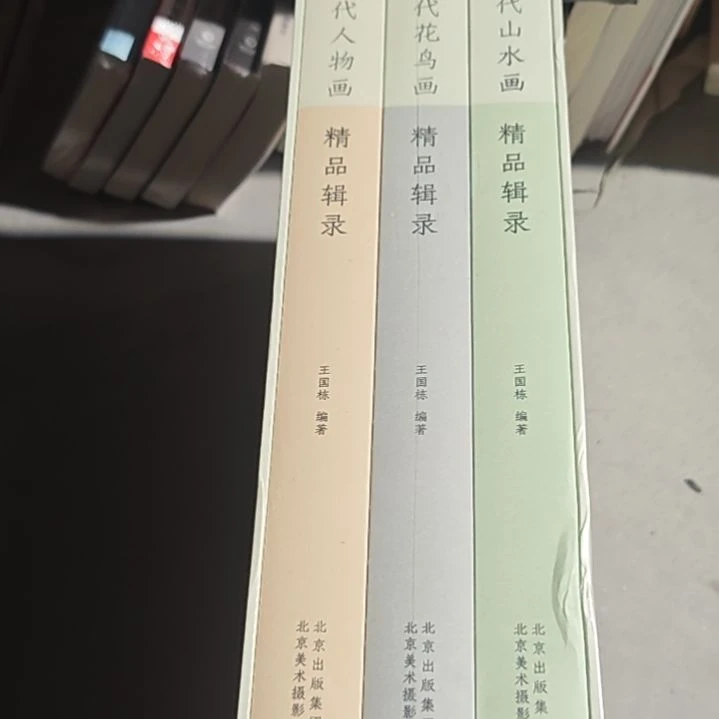 代人物画
精品辑录
王国栋 编著
北京出版集
北京美术摄影
代花鸟画
精品辑录
王国栋 编著
北京出版集
北京美术摄影
代山水画
精品辑录
王国栋 编著
北京出版集
北京美术摄影